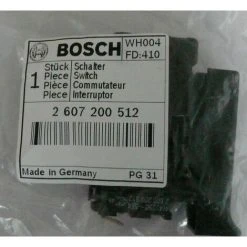 BOSCH
WH004
FD:410
1 Stück Schalter
Piece Switch
Pièce Commutateur
Pieza Interruptor
2 607 200 512
Made in Germany PG 31